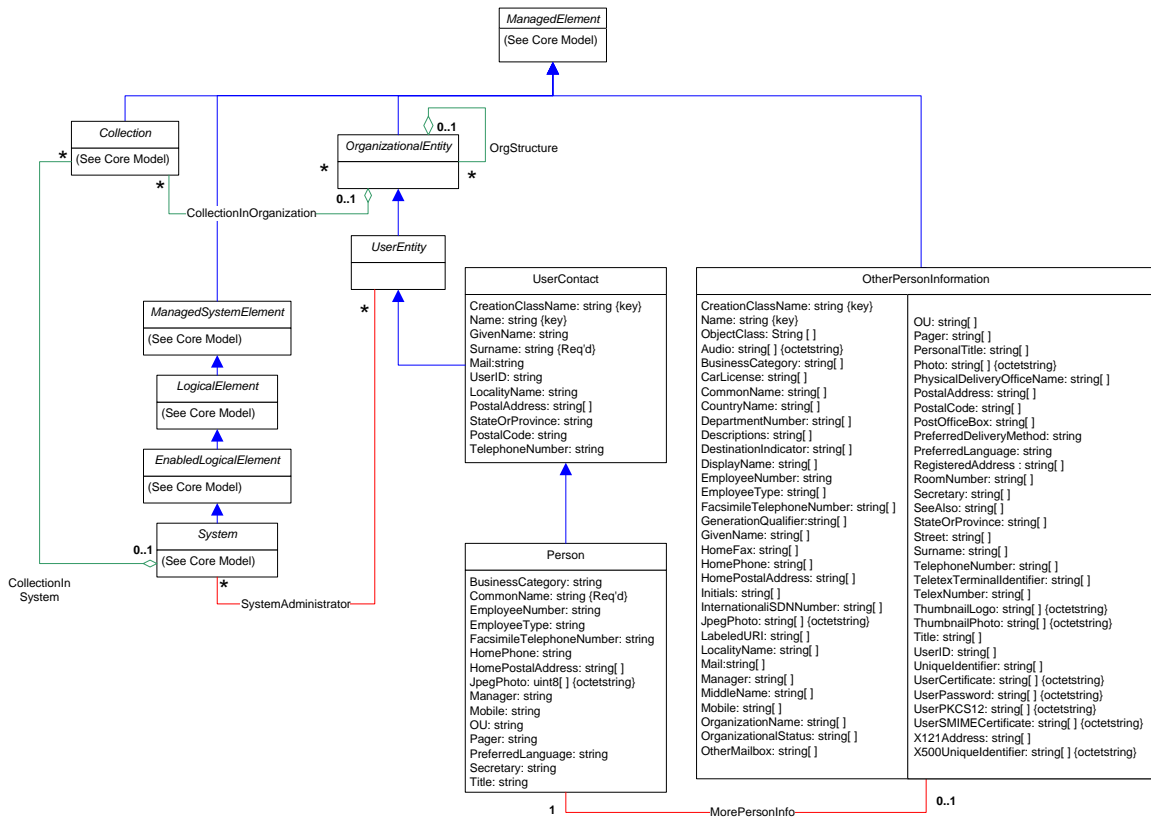 ManagedElement
(See Core Model)
Collection
(See Core Model)
*
*
0..1
OrganizationalEntity
*
*
OrgStructure
0..1
CollectionInOrganization
UserEntity
*
ManagedSystemElement
(See Core Model)
LogicalElement
(See Core Model)
EnabledLogicalElement
(See Core Model)
System
(See Core Model)
0..1
*
CollectionIn
System
SystemAdministrator
UserContact
CreationClassName: string {key}
Name: string {key}
GivenName: string
Surname: string {Req'd}
Mail:string
UserID: string
LocalityName: string
PostalAddress: string[ ]
StateOrProvince: string
PostalCode: string
TelephoneNumber: string
Person
BusinessCategory: string
CommonName: string {Req'd}
EmployeeNumber: string
EmployeeType: string
FacsimileTelephoneNumber: string
HomePhone: string
HomePostalAddress: string[ ]
JpegPhoto: uint8[ ] {octetstring}
Manager: string
Mobile: string
OU: string
Pager: string
PreferredLanguage: string
Secretary: string
Title: string
OtherPersonInformation
CreationClassName: string {key}
Name: string {key}
ObjectClass: String [ ]
Audio: string[ ] {octetstring}
BusinessCategory: string[ ]
CarLicense: string[ ]
CommonName: string[ ]
CountryName: string[ ]
DepartmentNumber: string[ ]
Descriptions: string[ ]
DestinationIndicator: string[ ]
DisplayName: string[ ]
EmployeeNumber: string
EmployeeType: string[ ]
FacsimileTelephoneNumber: string[ ]
GenerationQualifier:string[ ]
GivenName: string[ ]
HomeFax: string[ ]
HomePhone: string[ ]
HomePostalAddress: string[ ]
Initials: string[ ]
InternationaliSDNNumber: string[ ]
JpegPhoto: string[ ] {octetstring}
LabeledURI: string[ ]
LocalityName: string[ ]
Mail:string[ ]
Manager: string[ ]
MiddleName: string[ ]
Mobile: string[ ]
OrganizationName: string[ ]
OrganizationalStatus: string[ ]
OtherMailbox: string[ ]
OU: string[ ]
Pager: string[ ]
PersonalTitle: string[ ]
Photo: string[ ] {octetstring}
PhysicalDeliveryOfficeName: string[ ]
PostalAddress: string[ ]
PostalCode: string[ ]
PostOfficeBox: string[ ]
PreferredDeliveryMethod: string
PreferredLanguage: string
RegisteredAddress : string[ ]
RoomNumber: string[ ]
Secretary: string[ ]
SeeAlso: string[ ]
StateOrProvince: string[ ]
Street: string[ ]
Surname: string[ ]
TelephoneNumber: string[ ]
TeletexTerminalIdentifier: string[ ]
TelexNumber: string[ ]
ThumbnailLogo: string[ ] {octetstring}
ThumbnailPhoto: string[ ] {octetstring}
Title: string[ ]
UserID: string[ ]
UniqueIdentifier: string[ ]
UserCertificate: string[ ] {octetstring}
UserPassword: string[ ] {octetstring}
UserPKCS12: string[ ] {octetstring}
UserSMIMECertificate: string[ ] {octetstring}
X121Address: string[ ]
X500UniqueIdentifier: string[ ] {octetstring}
1
MorePersonInfo
0..1